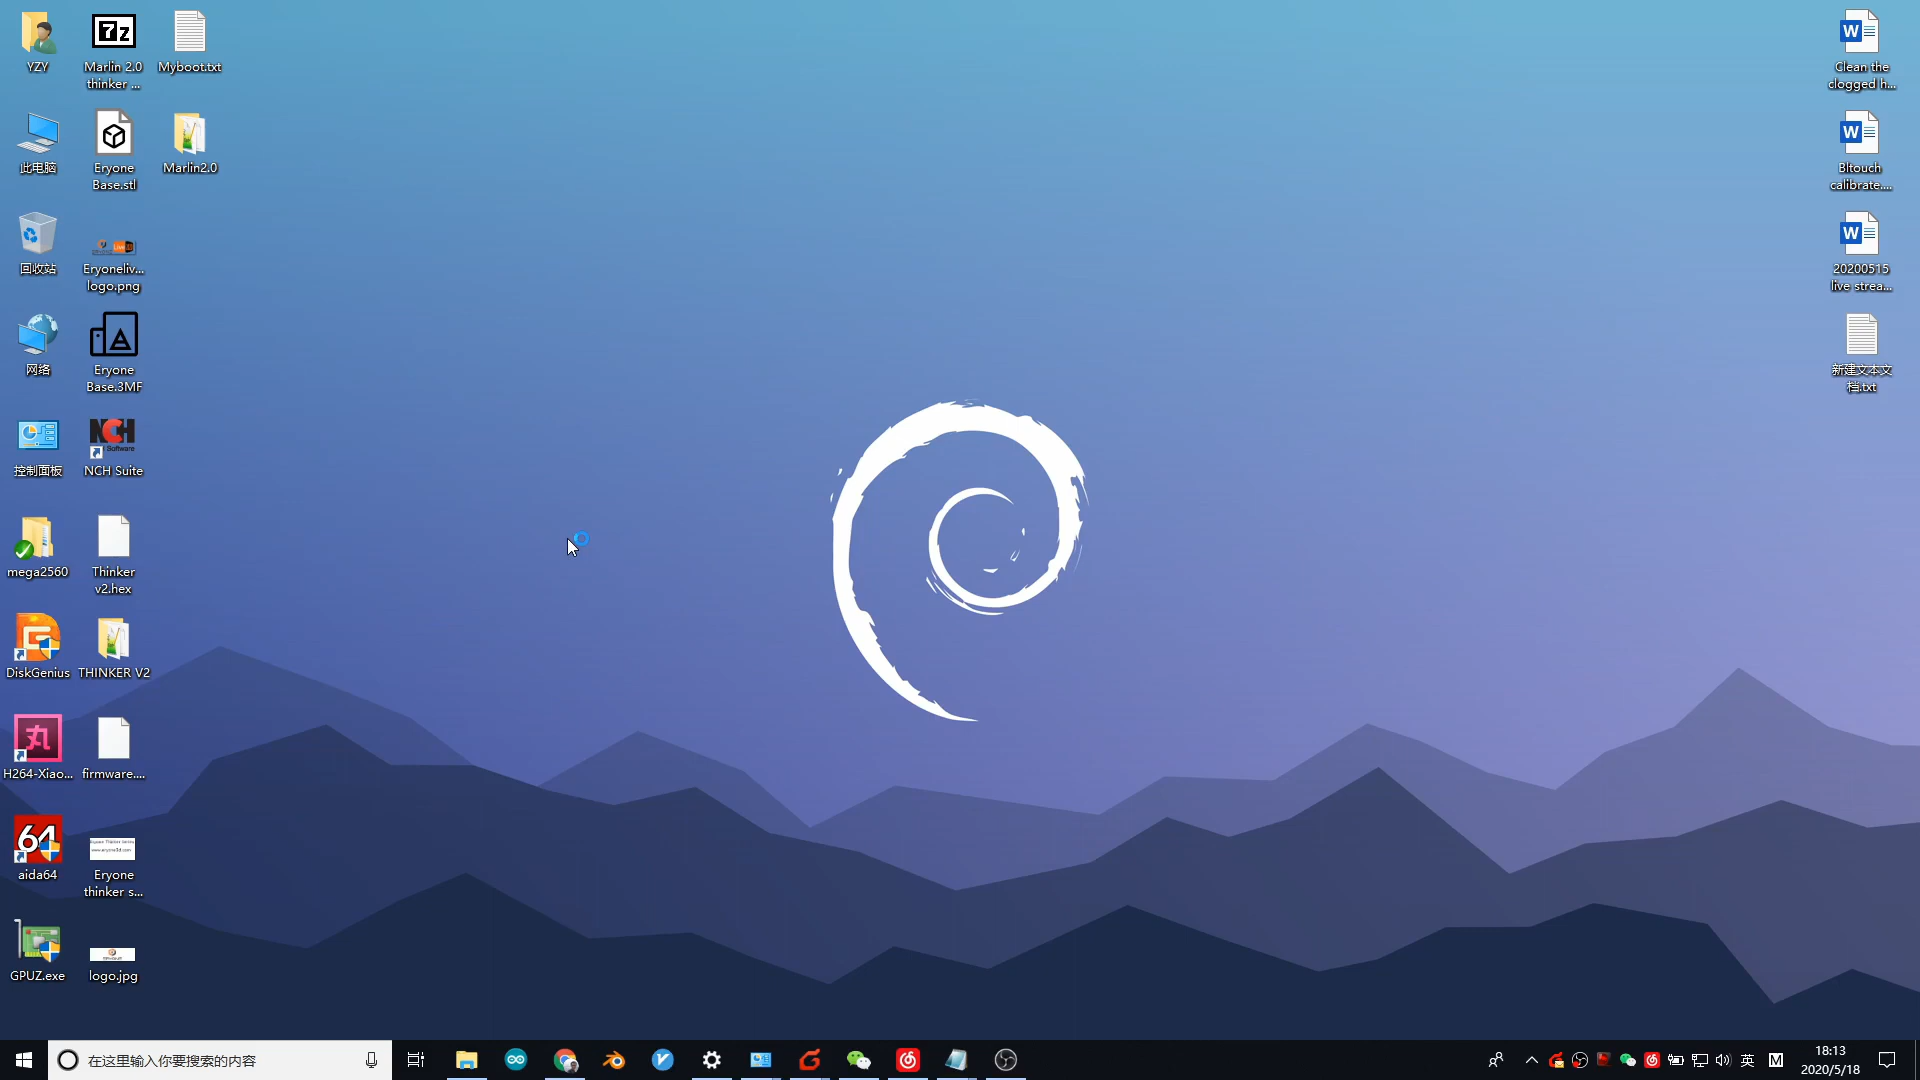 YZY
Marlin 2.0
thinker ...
Myboot.txt
此电脑
Eryone
Base.stl
Marlin2.0
回收站
Eryoneliv...
logo.png
网络
Eryone
Base.3MF
控制面板
NCH
NCH Suite
mega2560
Thinker
v2.hex
DiskGenius
THINKER V2
丸
H264-Xiao...
firmware....
64
aida64
Eryone
thinker s...
GPUZ.exe
logo.jpg
Clean the
clogged h...
Bltouch
calibrate....
20200515
live strea...
新建文本文
档.txt
在这里输入你要搜索的内容
英
M
18:13
2020/5/18